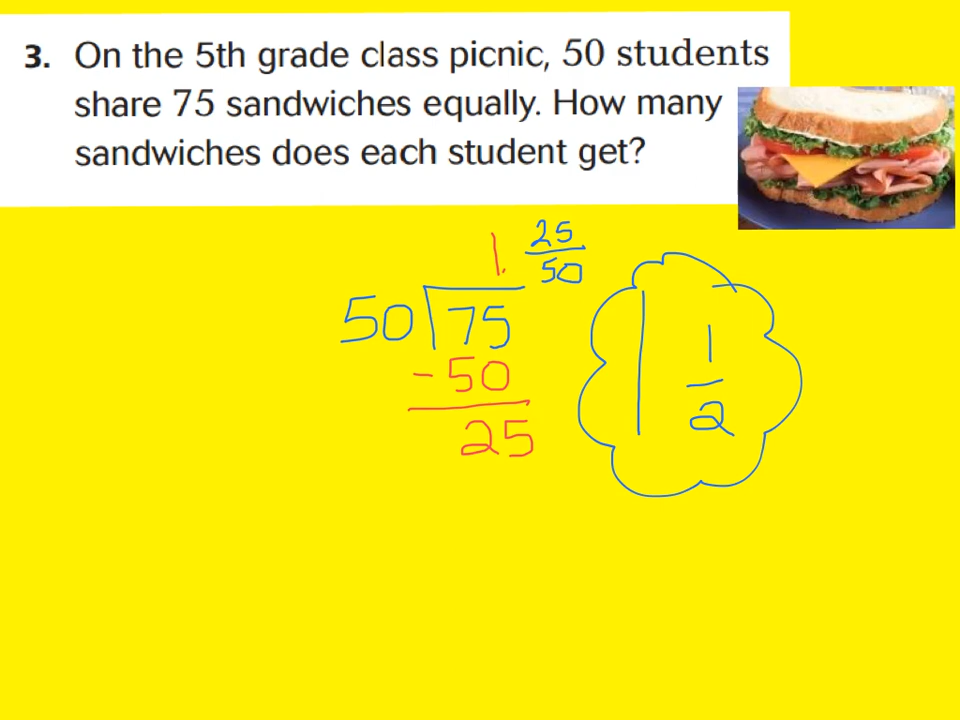 3. On the 5th grade class picnic, 50 students
share 75 sandwiches equally. How many
sandwiches does each student get?
1. 25/50
50 75
- 50
25
1 1/2